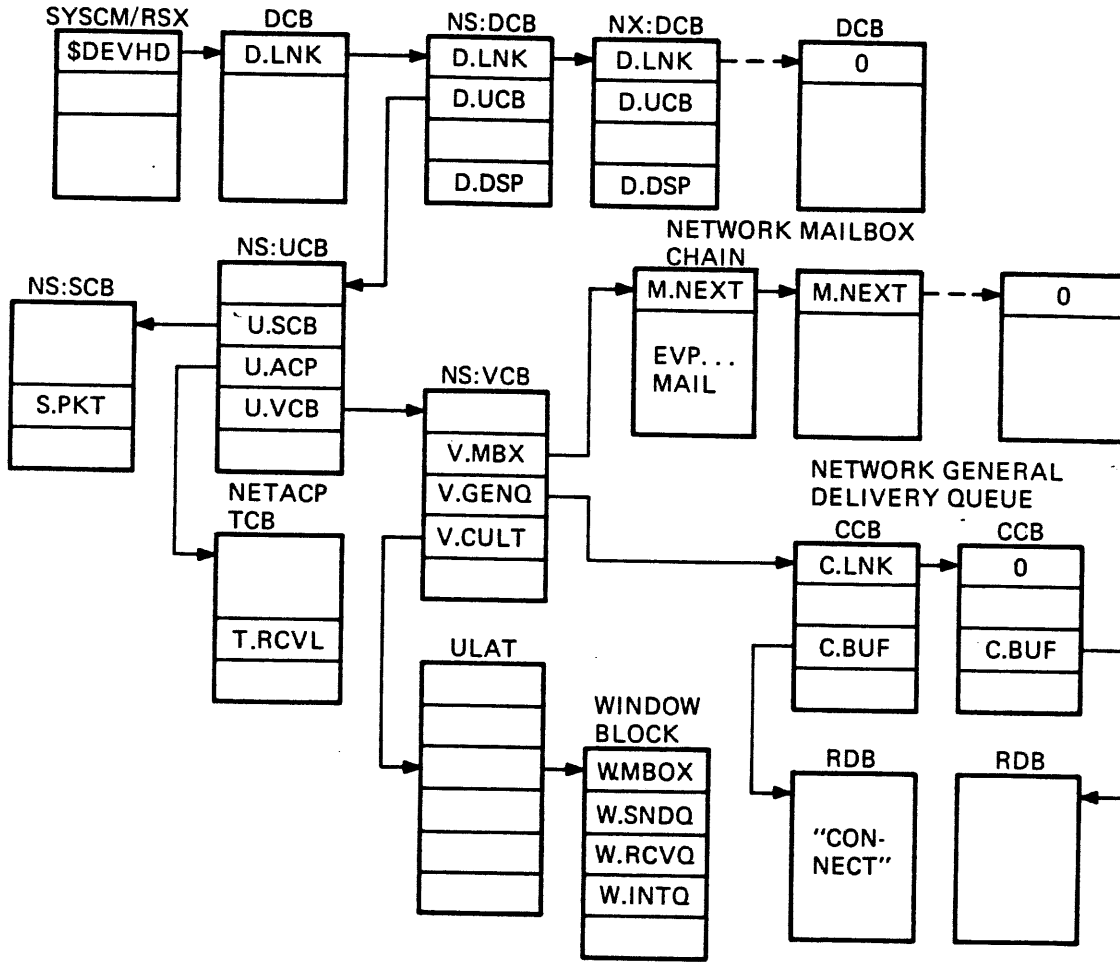 SYSCM/RSX
$DEVHD
DCB
D.LNK
NS:DCB
D.LNK
D.UCB
D.DSP
NX:DCB
D.LNK
D.UCB
D.DSP
DCB
0
NS:SCB
S.PKT
NS:UCB
U.SCB
U.ACP
U.VCB
NETWORK MAILBOX
CHAIN
M.NEXT
EVP...
MAIL
M.NEXT
0
NS:VCB
V.MBX
V.GENQ
V.CULT
NETACP
TCB
T.RCVL
NETWORK GENERAL
DELIVERY QUEUE
CCB
C.LNK
C.BUF
CCB
0
C.BUF
ULAT
WINDOW
BLOCK
W.MBOX
W.SNDQ
W.RCVQ
W.INTQ
RDB
"CON-
NECT"
RDB